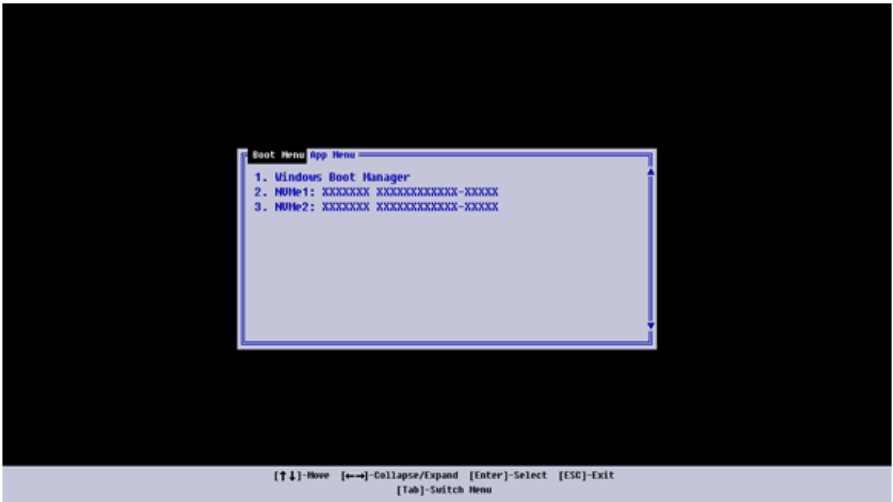 Boot Menu App Menu
1. Windows Boot Manager
2. NVMe1: XXXXXXX XXXXXXXXXXXX-XXXXX
3. NVMe2: XXXXXXX XXXXXXXXXXXX-XXXXX
[↑↓]-Move [←→]-Collapse/Expand [Enter]-Select [ESC]-Exit
[Tab]-Switch Menu